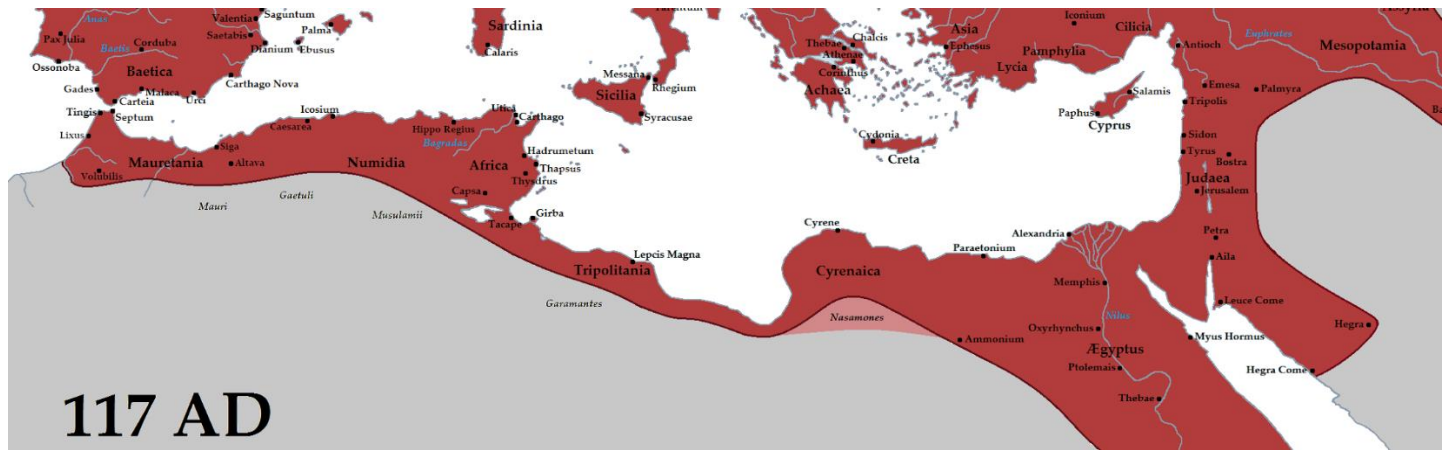 Anas
Valentia
Saguntum
Palma
Sardinia
Iconium
Cilicia
Pax Julia
Saetabis
Corduba
Baetis
Dianium
Ebusus
Calaris
Thebae
Chalcis
Athenae
Asia
Ephesus
Pamphylia
Antioch
Euphrates
Mesopotamia
Ossonoba
Baetica
Carthago Nova
Messana
Rhegium
Corinthus
Lycia
Achaea
Gades
Malaca
Urci
Carteia
Sicilia
Salamis
Emesa
Palmyra
Tingis
Septum
Icosium
Caesarea
Utica
Carthago
Syracusae
Paphus
Cyprus
Tripolis
Lixus
Hippo Regius
Bagradas
Cydonia
Creta
Sidon
Siga
Mauretania
Altava
Numidia
Africa
Hadrumetum
Thapsus
Thysdrus
Tyrus
Bostra
Volubilis
Judaea
Jerusalem
Mauri
Gaetuli
Musulamii
Capsa
Tacape
Girba
Cyrene
Alexandria
Petra
Paraetonium
Aila
Lepcis Magna
Tripolitania
Cyrenaica
Memphis
Garamantes
Nasamones
Leuce Come
Nilus
Hegra
Oxyrhynchus
Ammonium
Myus Hormus
Ægyptus
Ptolemais
Hegra Come
Thebae
117 AD